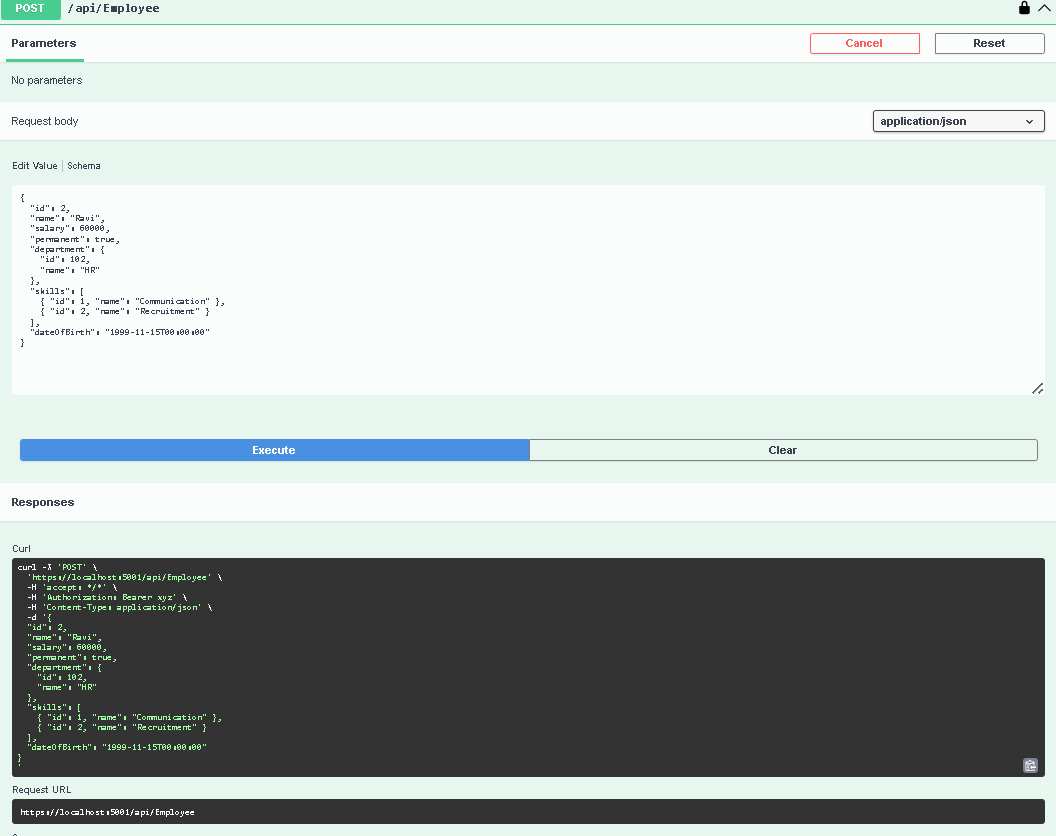 POST /api/Employee
Parameters
Cancel
Reset
No parameters
Request body
application/json
Edit Value | Schema
{
  "id": 2,
  "name": "Ravi",
  "salary": 60000,
  "permanent": true,
  "department": {
    "id": 102,
    "name": "HR"
  },
  "skills": [
    { "id": 1, "name": "Communication" },
    { "id": 2, "name": "Recruitment" }
  ],
  "dateOfBirth": "1999-11-15T00:00:00"
}
Execute
Clear
Responses
Curl
curl -X 'POST' \
  'https://localhost:5001/api/Employee' \
  -H 'accept: */*' \
  -H 'Authorization: Bearer xyz' \
  -H 'Content-Type: application/json' \
  -d '{
  "id": 2,
  "name": "Ravi",
  "salary": 60000,
  "permanent": true,
  "department": {
    "id": 102,
    "name": "HR"
  },
  "skills": [
    { "id": 1, "name": "Communication" },
    { "id": 2, "name": "Recruitment" }
  ],
  "dateOfBirth": "1999-11-15T00:00:00"
}
'
Request URL
https://localhost:5001/api/Employee